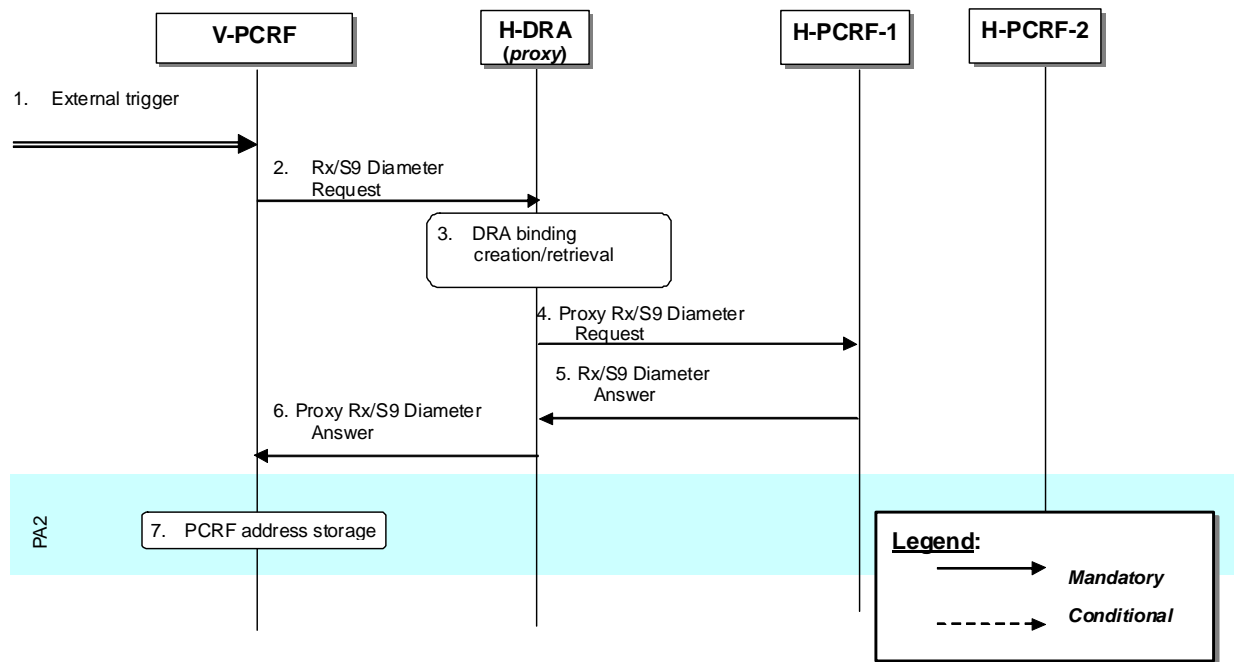 V-PCRF
H-DRA
(proxy)
H-PCRF-1
H-PCRF-2
1. External trigger
2. Rx/S9 Diameter
Request
3. DRA binding
creation/retrieval
4. Proxy Rx/S9 Diameter
Request
5. Rx/S9 Diameter
Answer
6. Proxy Rx/S9 Diameter
Answer
PA2
7. PCRF address storage
Legend:
Mandatory
Conditional